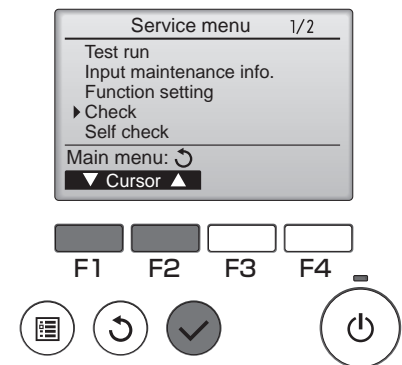 Service menu 1/2
Test run
Input maintenance info.
Function setting
Check
Self check
Main menu:
▼ Cursor ▲
F1 F2 F3 F4